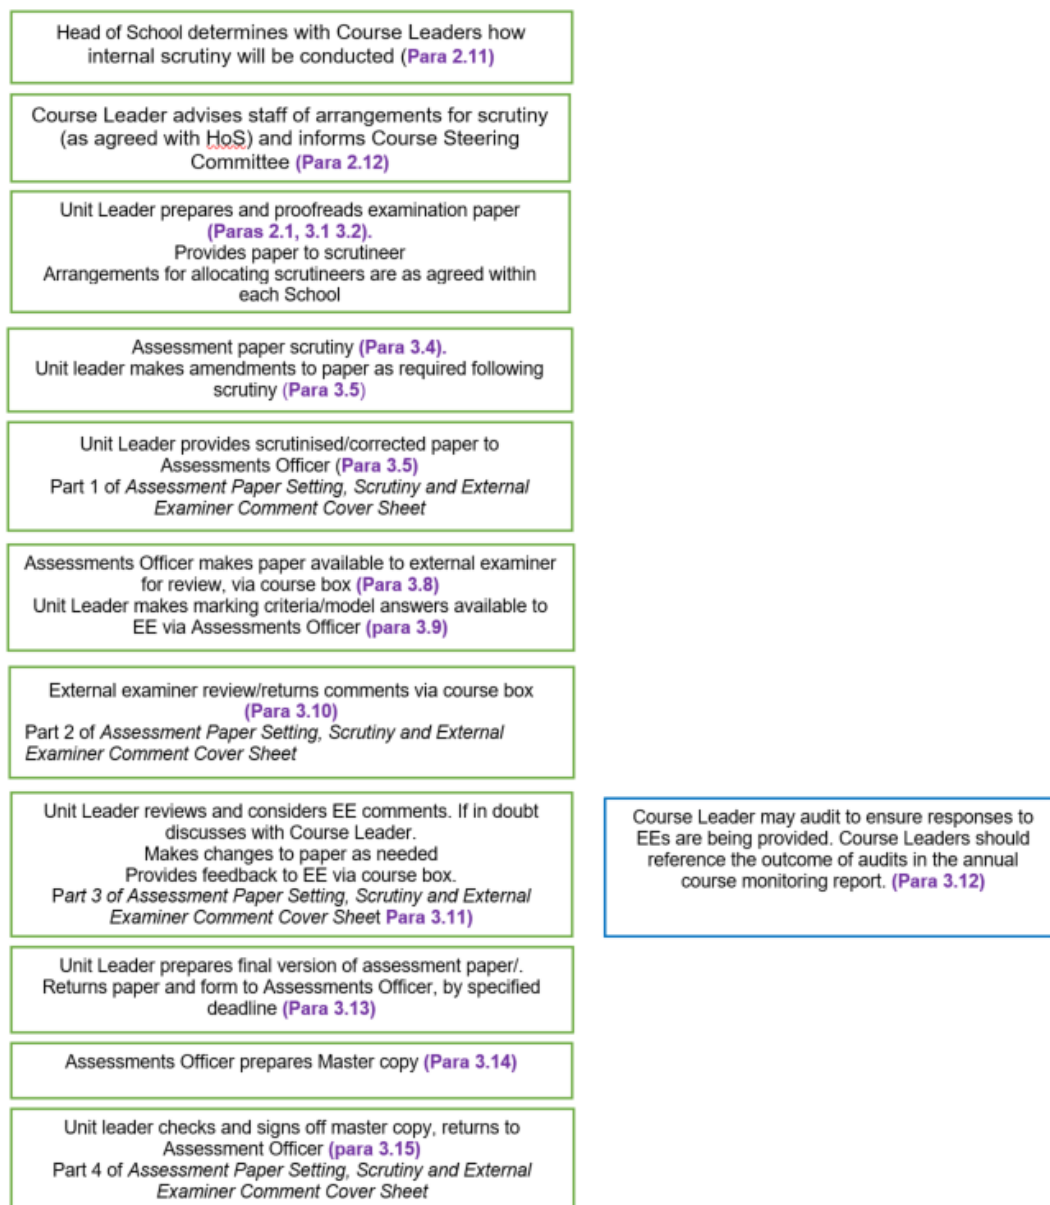 Head of School determines with Course Leaders how
internal scrutiny will be conducted (Para 2.11)
Course Leader advises staff of arrangements for scrutiny
(as agreed with HoS) and informs Course Steering
Committee (Para 2.12)
Unit Leader prepares and proofreads examination paper
(Paras 2.1, 3.1 3.2).
Provides paper to scrutineer
Arrangements for allocating scrutineers are as agreed within
each School
Assessment paper scrutiny (Para 3.4).
Unit leader makes amendments to paper as required following
scrutiny (Para 3.5)
Unit Leader provides scrutinised/corrected paper to
Assessments Officer (Para 3.5)
Part 1 of Assessment Paper Setting, Scrutiny and External
Examiner Comment Cover Sheet
Assessments Officer makes paper available to external examiner
for review, via course box (Para 3.8)
Unit Leader makes marking criteria/model answers available to
EE via Assessments Officer (para 3.9)
External examiner review/returns comments via course box
(Para 3.10)
Part 2 of Assessment Paper Setting, Scrutiny and External
Examiner Comment Cover Sheet
Unit Leader reviews and considers EE comments. If in doubt
discusses with Course Leader.
Makes changes to paper as needed
Provides feedback to EE via course box.
Part 3 of Assessment Paper Setting, Scrutiny and External
Examiner Comment Cover Sheet Para 3.11)
Course Leader may audit to ensure responses to
EEs are being provided. Course Leaders should
reference the outcome of audits in the annual
course monitoring report. (Para 3.12)
Unit Leader prepares final version of assessment paper/.
Returns paper and form to Assessments Officer, by specified
deadline (Para 3.13)
Assessments Officer prepares Master copy (Para 3.14)
Unit leader checks and signs off master copy, returns to
Assessment Officer (para 3.15)
Part 4 of Assessment Paper Setting, Scrutiny and External
Examiner Comment Cover Sheet